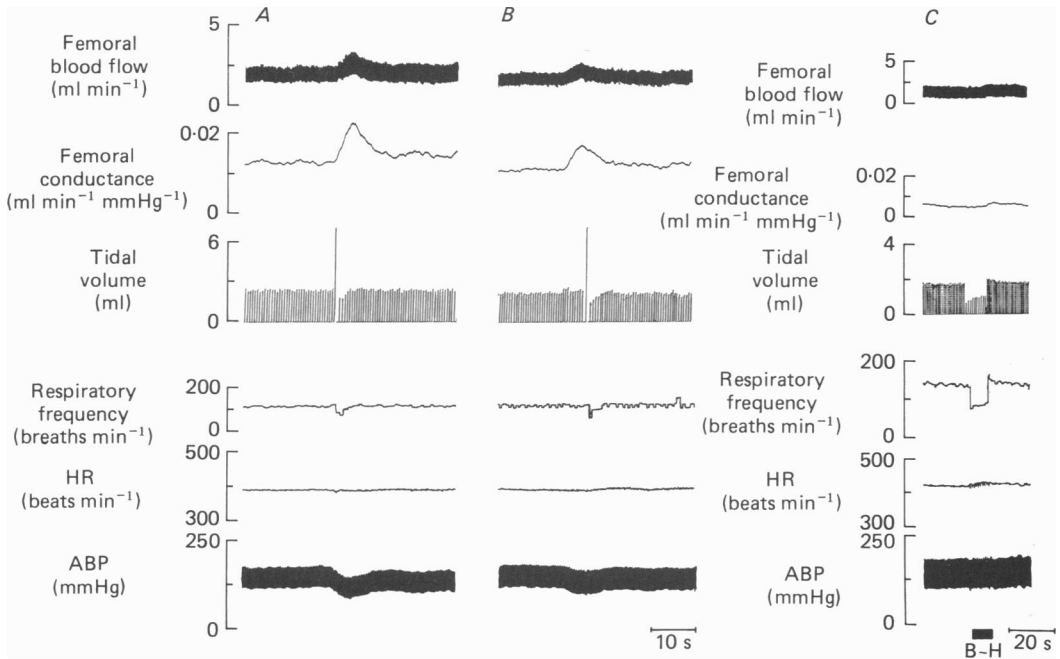 A
B
C
5
Femoral
blood flow
(ml min⁻¹)
0
0·02
Femoral
conductance
(ml min⁻¹ mmHg⁻¹)
0
6
Tidal
volume
(ml)
0
200
Respiratory
frequency
(breaths min⁻¹)
0
500
HR
(beats min⁻¹)
300
250
ABP
(mmHg)
0
10 s
5
Femoral
blood flow
(ml min⁻¹)
0
0·02
Femoral
conductance
(ml min⁻¹ mmHg⁻¹)
0
4
Tidal
volume
(ml)
0
200
Respiratory
frequency
(breaths min⁻¹)
0
500
HR
(beats min⁻¹)
300
250
ABP
(mmHg)
0
B~H
20 s